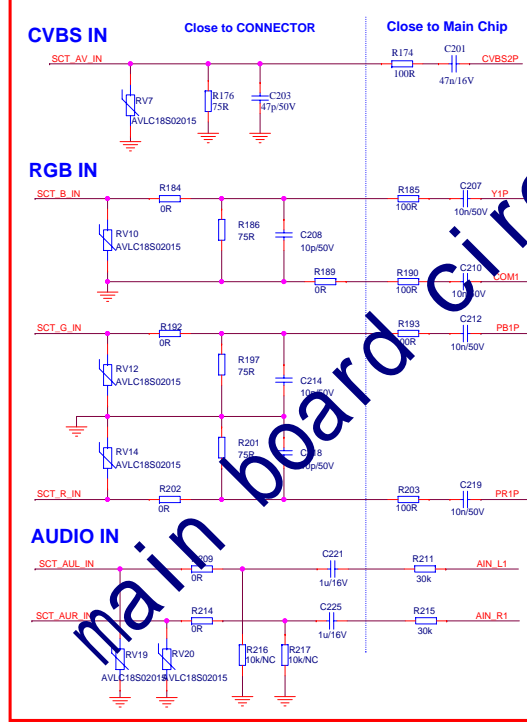 CVBS IN
Close to CONNECTOR
Close to Main Chip
SCT_AV_IN
R174
100R
C201
47n/16V
CVBS2P
RV7
AVLC18S02015
R176
75R
C203
47p/50V
RGB IN
SCT_B_IN
R184
0R
R185
100R
C207
10n/50V
Y1P
RV10
AVLC18S02015
R186
75R
C208
10p/50V
R189
0R
R190
100R
C210
COM1
SCT_G_IN
R192
0R
R193
C212
10n/50V
PB1P
RV12
AVLC18S02015
R197
75R
C214
RV14
AVLC18S02015
R201
75R
SCT_R_IN
R202
0R
R203
100R
C219
10n/50V
PR1P
AUDIO IN
SCT_AUL_IN
0R
C221
1u/16V
R211
30k
AIN_L1
SCT_AUR_IN
R214
0R
C225
1u/16V
R215
30k
AIN_R1
RV19
AVLC18S02015
RV20
AVLC18S02015
R216
10k/NC
R217
10k/NC
main board circ